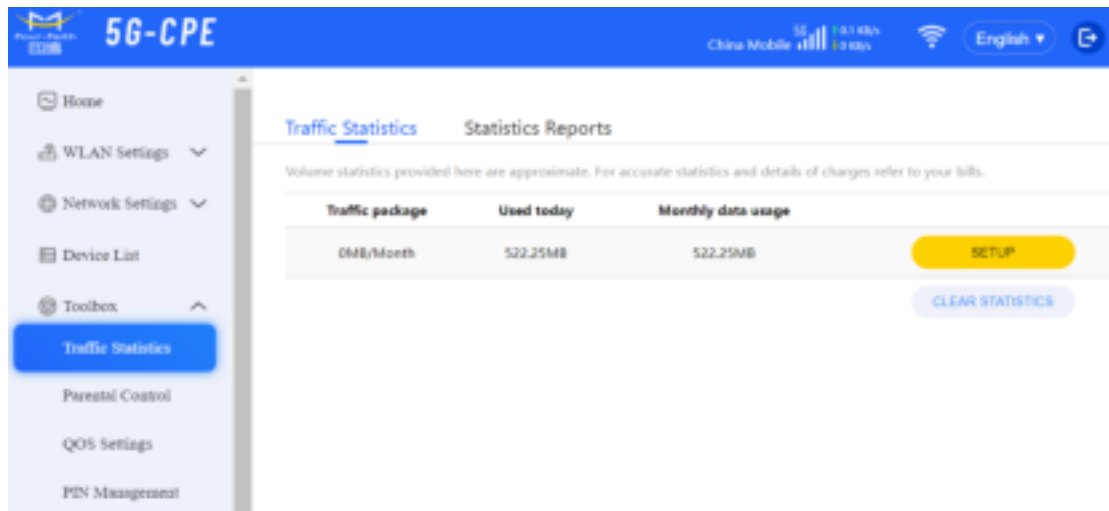 Four-Faith
5G-CPE
China Mobile
5G
English ▾
Home
WLAN Settings
Network Settings
Device List
Toolbox
Traffic Statistics
Parental Control
QOS Settings
PIN Management
Traffic Statistics
Statistics Reports
Volume statistics provided here are approximate. For accurate statistics and details of charges refer to your bills.
Traffic package Used today Monthly data usage
0MB/Month 522.25MB 522.25MB SETUP
CLEAR STATISTICS